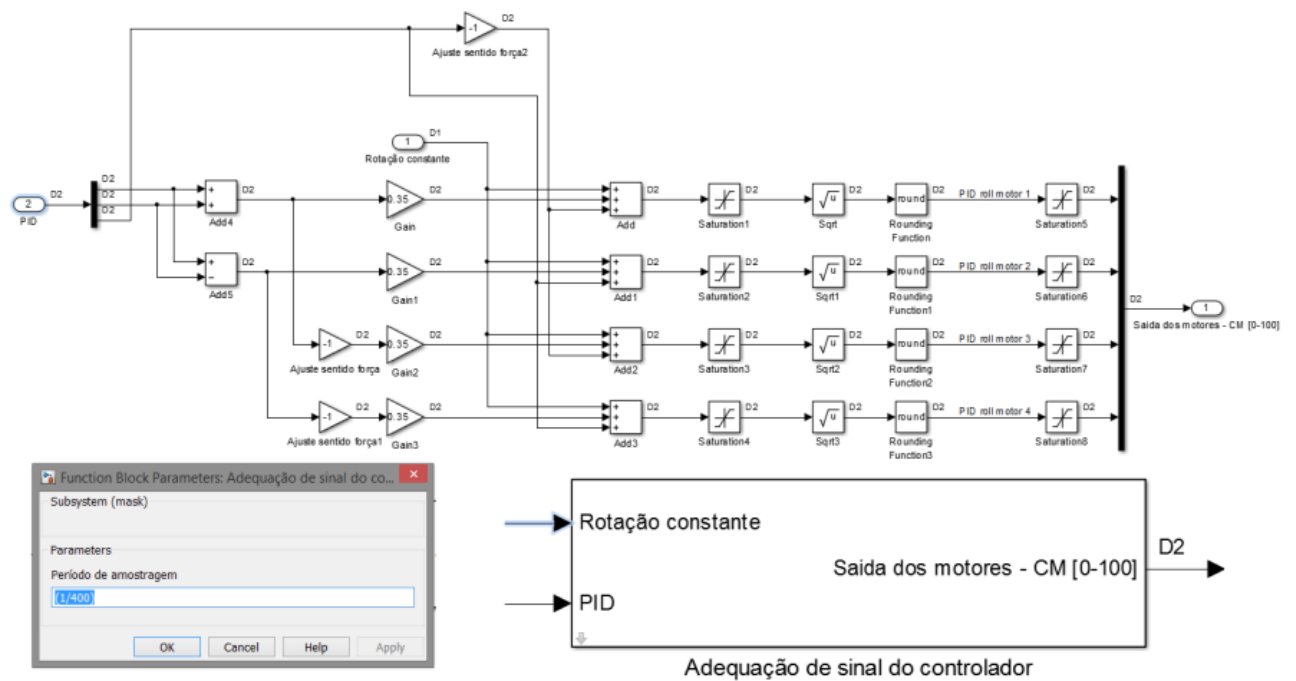 -1
D2
Ajuste sentido força2
1
D1
Rotação constante
2
D2
PID
D2
D2
D2
+
+
D2
Add4
0.35
D2
Gain
+
+
+
D2
Add
D2
Saturation1
√u
D2
Sqrt
round
D2
Rounding
Function
PID roll motor 1
D2
Saturation5
+
−
D2
Add5
0.35
D2
Gain1
+
+
+
D2
Add1
D2
Saturation2
√u
D2
Sqrt1
round
D2
Rounding
Function1
PID roll motor 2
D2
Saturation6
D2
1
Saida dos motores - CM [0-100]
-1
D2
Ajuste sentido força
0.35
D2
Gain2
+
+
+
D2
Add2
D2
Saturation3
√u
D2
Sqrt2
round
D2
Rounding
Function2
PID roll motor 3
D2
Saturation7
-1
D2
Ajuste sentido força1
0.35
D2
Gain3
+
+
+
D2
Add3
D2
Saturation4
√u
D2
Sqrt3
round
D2
Rounding
Function3
PID roll motor 4
D2
Saturation8
Function Block Parameters: Adequação de sinal do co...
Subsystem (mask)
Parameters
Período de amostragem
(1/400)
OK Cancel Help Apply
Rotação constante
Saida dos motores - CM [0-100]
D2
PID
Adequação de sinal do controlador